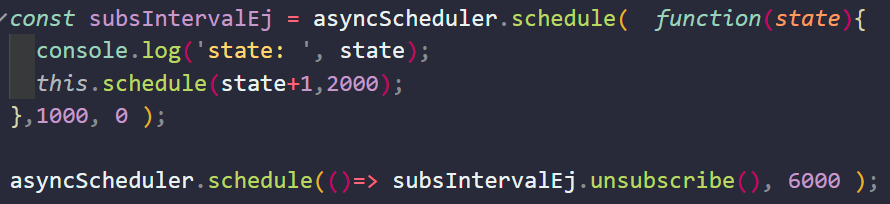 const subsIntervalEj = asyncScheduler.schedule(  function(state){
  console.log('state: ', state);
  this.schedule(state+1,2000);
},1000, 0 );

asyncScheduler.schedule(()=> subsIntervalEj.unsubscribe(), 6000 );